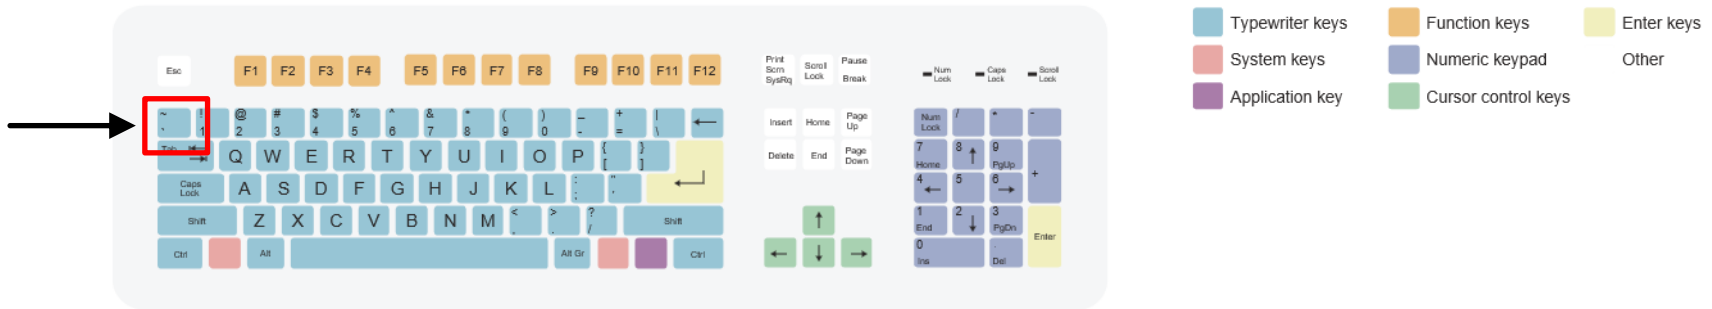 Typewriter keys
Function keys
Enter keys
System keys
Numeric keypad
Other
Application key
Cursor control keys
Esc
F1 F2 F3 F4 F5 F6 F7 F8 F9 F10 F11 F12
Print
Scrn
SysRq
Scroll
Lock
Pause
Break
Num
Lock
Caps
Lock
Scroll
Lock
~ ! @ # $ % ^ & * ( ) _ + |
` 1 2 3 4 5 6 7 8 9 0 - = \ ←
Insert Home Page
Up
Num
Lock
/ * -
Tab Q W E R T Y U I O P { }
[ ]
Delete End Page
Down
7 8 ↑ 9
Home PgUp
+
Caps
Lock
A S D F G H J K L : "
; '
4 5 6
← →
Shift Z X C V B N M < > ? Shift
, . /
↑
1 2 ↓ 3
End PgDn
Enter
Ctrl Alt Alt Gr Ctrl
← ↓ →
0 .
Ins Del